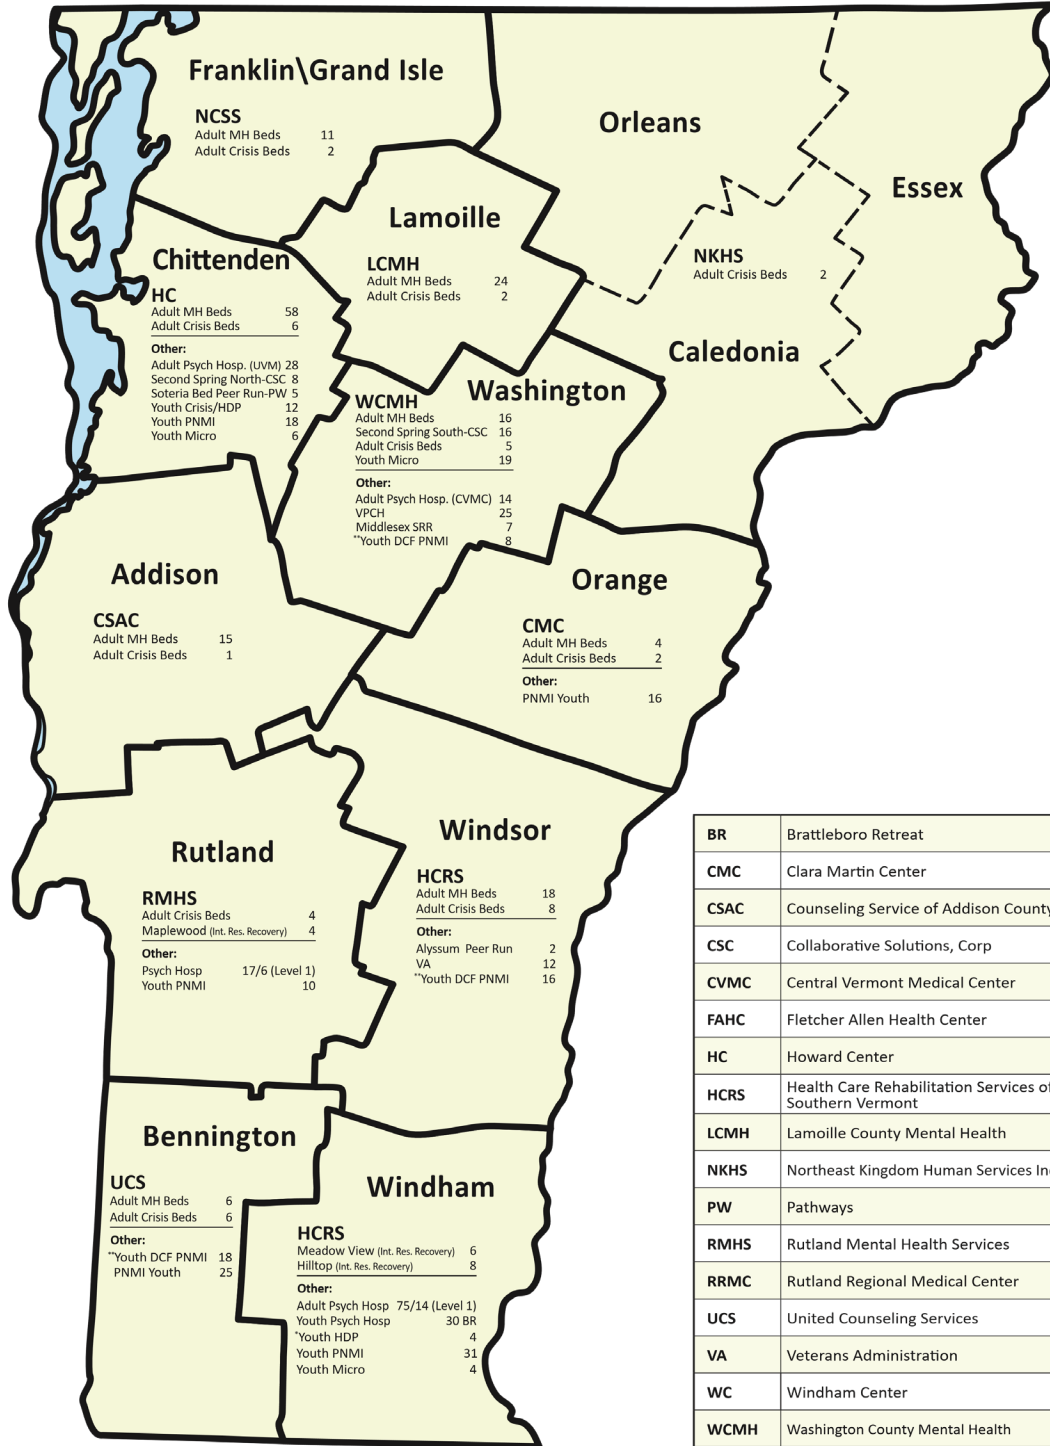 Franklin\Grand Isle
NCSS
Adult MH Beds 11
Adult Crisis Beds 2
Orleans
Essex
Lamoille
LCMH
Adult MH Beds 24
Adult Crisis Beds 2
NKHS
Adult Crisis Beds 2
Caledonia
Chittenden
HC
Adult MH Beds 58
Adult Crisis Beds 6
Other:
Adult Psych Hosp. (UVM) 28
Second Spring North-CSC 8
Soteria Bed Peer Run-PW 5
Youth Crisis/HDP 12
Youth PNMI 18
Youth Micro 6
Washington
WCMH
Adult MH Beds 16
Second Spring South-CSC 16
Adult Crisis Beds 5
Youth Micro 19
Other:
Adult Psych Hosp. (CVMC) 14
VPCH 25
Middlesex SRR 7
**Youth DCF PNMI 8
Addison
CSAC
Adult MH Beds 15
Adult Crisis Beds 1
Orange
CMC
Adult MH Beds 4
Adult Crisis Beds 2
Other:
PNMI Youth 16
Rutland
RMHS
Adult Crisis Beds 4
Maplewood (Int. Res. Recovery) 4
Other:
Psych Hosp 17/6 (Level 1)
Youth PNMI 10
Windsor
HCRS
Adult MH Beds 18
Adult Crisis Beds 8
Other:
Alyssum Peer Run 2
VA 12
**Youth DCF PNMI 16
Bennington
UCS
Adult MH Beds 6
Adult Crisis Beds 6
Other:
**Youth DCF PNMI 18
PNMI Youth 25
Windham
HCRS
Meadow View (Int. Res. Recovery) 6
Hilltop (Int. Res. Recovery) 8
Other:
Adult Psych Hosp 75/14 (Level 1)
Youth Psych Hosp 30 BR
*Youth HDP 4
Youth PNMI 31
Youth Micro 4
BR Brattleboro Retreat
CMC Clara Martin Center
CSAC Counseling Service of Addison County
CSC Collaborative Solutions, Corp
CVMC Central Vermont Medical Center
FAHC Fletcher Allen Health Center
HC Howard Center
HCRS Health Care Rehabilitation Services of
Southern Vermont
LCMH Lamoille County Mental Health
NKHS Northeast Kingdom Human Services In
PW Pathways
RMHS Rutland Mental Health Services
RRMC Rutland Regional Medical Center
UCS United Counseling Services
VA Veterans Administration
WC Windham Center
WCMH Washington County Mental Health